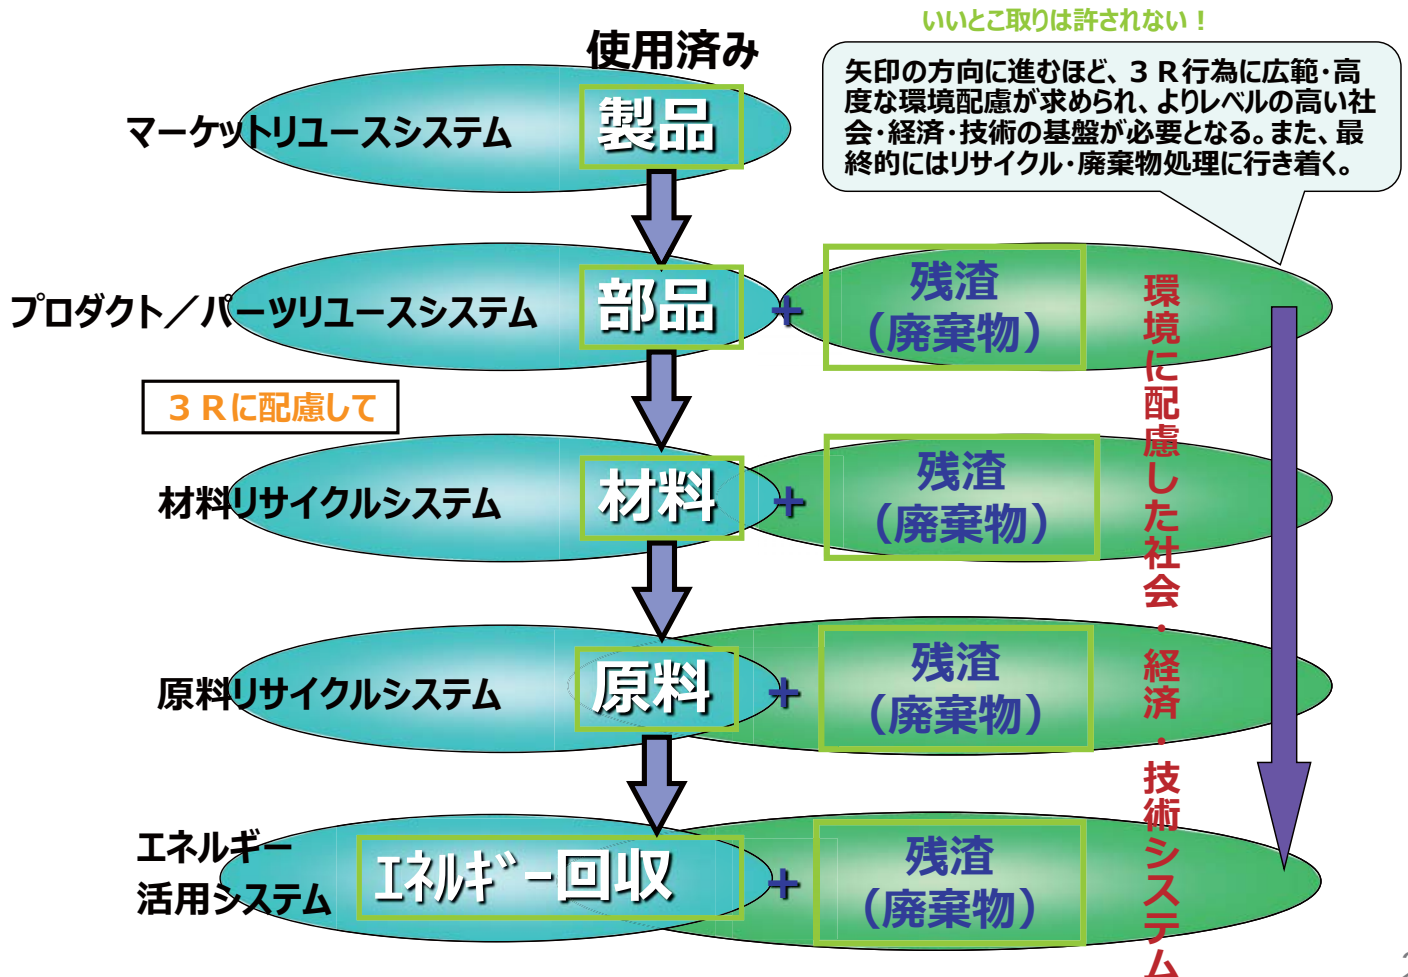 いいとこ取りは許されない！
使用済み
矢印の方向に進むほど、３Ｒ行為に広範・高
度な環境配慮が求められ、よりレベルの高い社
会・経済・技術の基盤が必要となる。また、最
終的にはリサイクル・廃棄物処理に行き着く。
マーケットリユースシステム
製品
プロダクト／パーツリユースシステム
部品
+
残渣
（廃棄物）
３Ｒに配慮して
材料リサイクルシステム
材料
+
残渣
（廃棄物）
原料リサイクルシステム
原料
+
残渣
（廃棄物）
エネルギー
活用システム
ｴﾈﾙｷﾞｰ回収
+
残渣
（廃棄物）
環境に配慮した社会・経済・技術システム